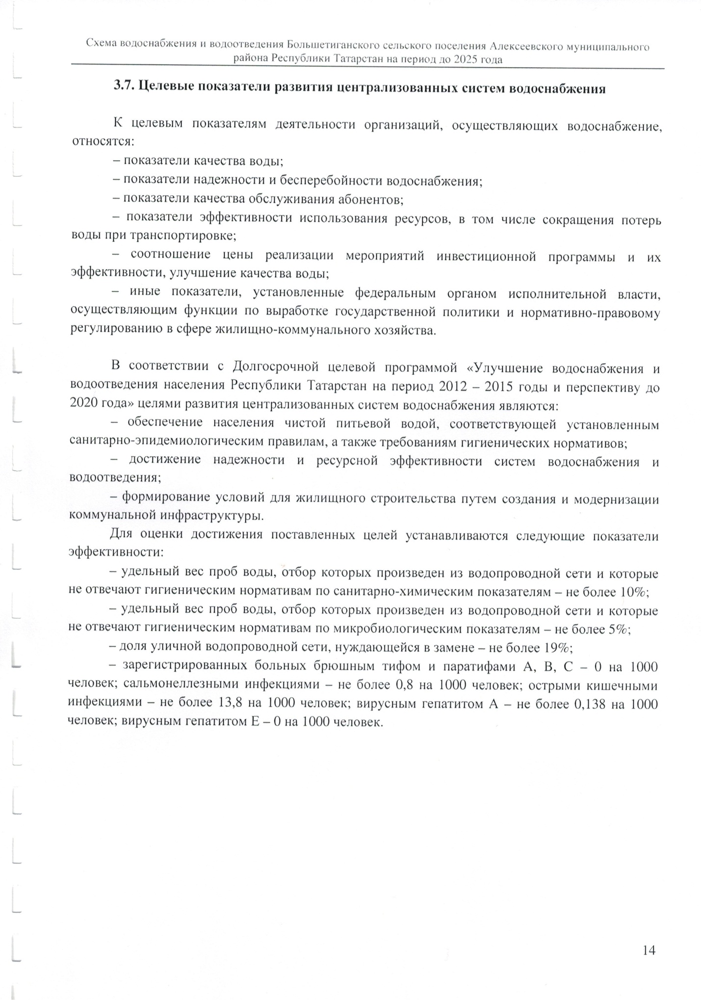 Схема водоснабжения и водоотведения Большетиганского сельского поселения Алексеевского муниципального
района Республики Татарстан на период до 2025 года
3.7. Целевые показатели развития централизованных систем водоснабжения
К целевым показателям деятельности организаций, осуществляющих водоснабжение,
относятся:
– показатели качества воды;
– показатели надежности и бесперебойности водоснабжения;
– показатели качества обслуживания абонентов;
– показатели эффективности использования ресурсов, в том числе сокращения потерь
воды при транспортировке;
– соотношение цены реализации мероприятий инвестиционной программы и их
эффективности, улучшение качества воды;
– иные показатели, установленные федеральным органом исполнительной власти,
осуществляющим функции по выработке государственной политики и нормативно-правовому
регулированию в сфере жилищно-коммунального хозяйства.
В соответствии с Долгосрочной целевой программой «Улучшение водоснабжения и
водоотведения населения Республики Татарстан на период 2012 – 2015 годы и перспективу до
2020 года» целями развития централизованных систем водоснабжения являются:
– обеспечение населения чистой питьевой водой, соответствующей установленным
санитарно-эпидемиологическим правилам, а также требованиям гигиенических нормативов;
– достижение надежности и ресурсной эффективности систем водоснабжения и
водоотведения;
– формирование условий для жилищного строительства путем создания и модернизации
коммунальной инфраструктуры.
Для оценки достижения поставленных целей устанавливаются следующие показатели
эффективности:
– удельный вес проб воды, отбор которых произведен из водопроводной сети и которые
не отвечают гигиеническим нормативам по санитарно-химическим показателям – не более 10%;
– удельный вес проб воды, отбор которых произведен из водопроводной сети и которые
не отвечают гигиеническим нормативам по микробиологическим показателям – не более 5%;
– доля уличной водопроводной сети, нуждающейся в замене – не более 19%;
– зарегистрированных больных брюшным тифом и паратифами А, В, С – 0 на 1000
человек; сальмонеллезными инфекциями – не более 0,8 на 1000 человек; острыми кишечными
инфекциями – не более 13,8 на 1000 человек; вирусным гепатитом А – не более 0,138 на 1000
человек; вирусным гепатитом Е – 0 на 1000 человек.
14